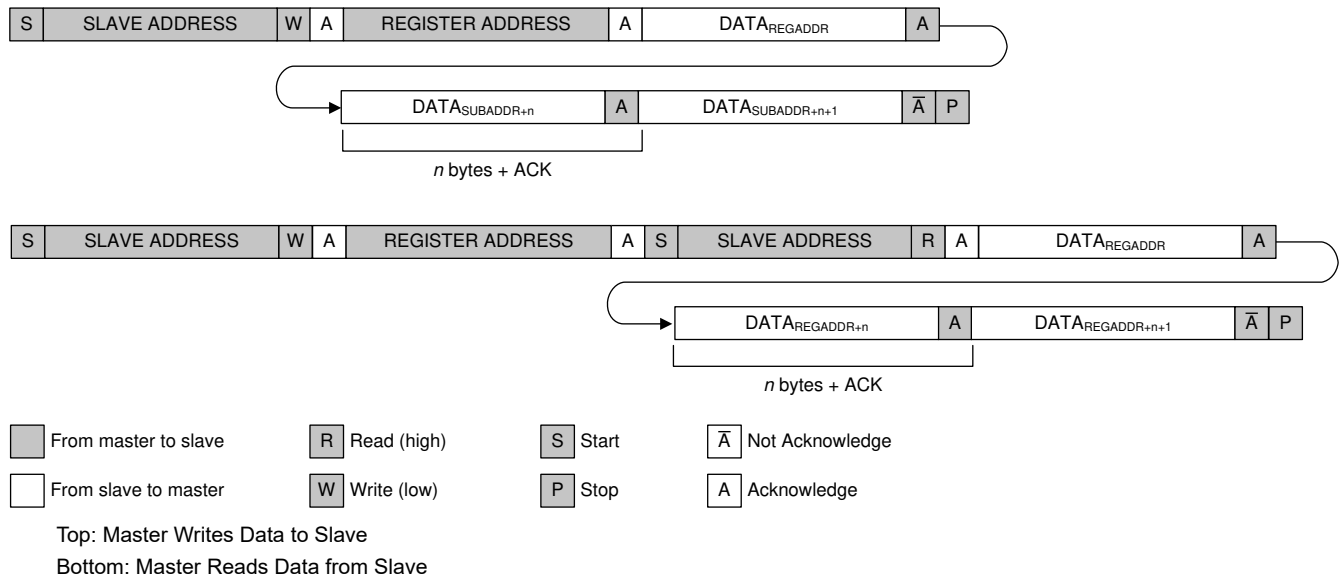 S SLAVE ADDRESS W A REGISTER ADDRESS A DATAREGADDR A
DATASUBADDR+n A DATASUBADDR+n+1 A̅ P
n bytes + ACK
S SLAVE ADDRESS W A REGISTER ADDRESS A S SLAVE ADDRESS R A DATAREGADDR A
DATAREGADDR+n A DATAREGADDR+n+1 A̅ P
n bytes + ACK
From master to slave R Read (high) S Start A̅ Not Acknowledge
From slave to master W Write (low) P Stop A Acknowledge
Top: Master Writes Data to Slave
Bottom: Master Reads Data from Slave